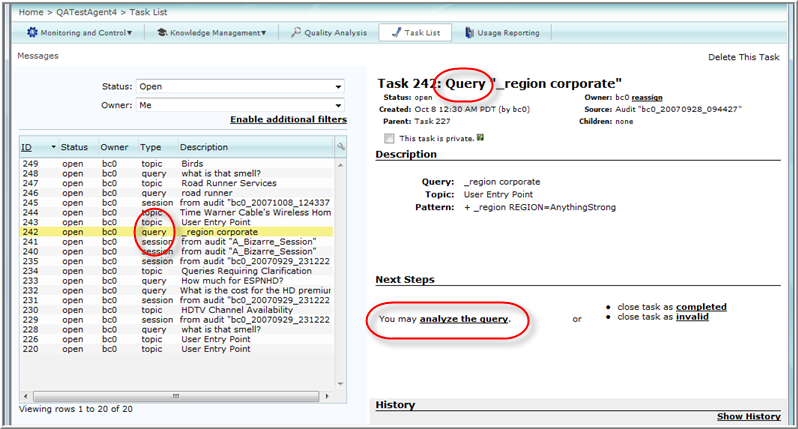 Home > QATestAgent4 > Task List
Monitoring and Control▼ Knowledge Management▼ Quality Analysis Task List Usage Reporting
Messages
Delete This Task
Status: Open
Owner: Me
Enable additional filters
ID Status Owner Type Description
249 open bc0 topic Birds
248 open bc0 query what is that smell?
247 open bc0 topic Road Runner Services
246 open bc0 query road runner
245 open bc0 session from audit "bc0_20071008_124337
244 open bc0 topic Time Warner Cable's Wireless Hom
243 open bc0 topic User Entry Point
242 open bc0 query _region corporate
241 open bc0 session from audit "A_Bizarre_Session"
240 open bc0 session from audit "A_Bizarre_Session"
235 open bc0 session from audit "bc0_20070929_231222
234 open bc0 topic Queries Requiring Clarification
233 open bc0 query How much for ESPNHD?
232 open bc0 query What is the cost for the HD premium
231 open bc0 session from audit "bc0_20070929_231222
230 open bc0 topic HDTV Channel Availability
229 open bc0 session from audit "bc0_20070929_231222
228 open bc0 query what is that smell?
226 open bc0 topic User Entry Point
220 open bc0 topic User Entry Point
Viewing rows 1 to 20 of 20
Task 242: Query "_region corporate"
Status: open Owner: bc0 reassign
Created: Oct 8 12:30 AM PDT (by bc0) Source: Audit "bc0_20070928_094427"
Parent: Task 227 Children: none
This task is private. ?
Description
Query: _region corporate
Topic: User Entry Point
Pattern: + _region REGION=AnythingStrong
Next Steps
You may analyze the query. or
• close task as completed
• close task as invalid
History
Show History